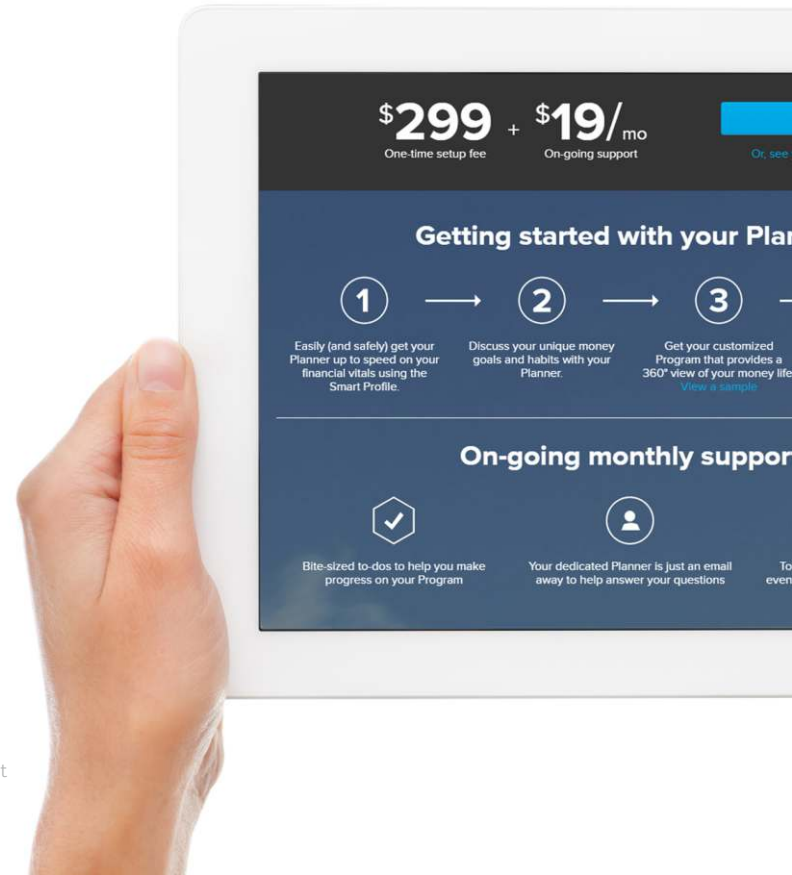 $299 + $19/mo
One-time setup fee
On-going support
Or, see
Getting started with your
1
2
3
Easily (and safely) get your
Planner up to speed on your
financial vitals using the
Smart Profile.
Discuss your unique money
goals and habits with your
Planner.
Get your customized
Program that provides a
360° view of your money life
View a sample
On-going monthly
Bite-sized to-dos to help you make
progress on your Program
Your dedicated Planner is just an email
away to help answer your questions
To
t